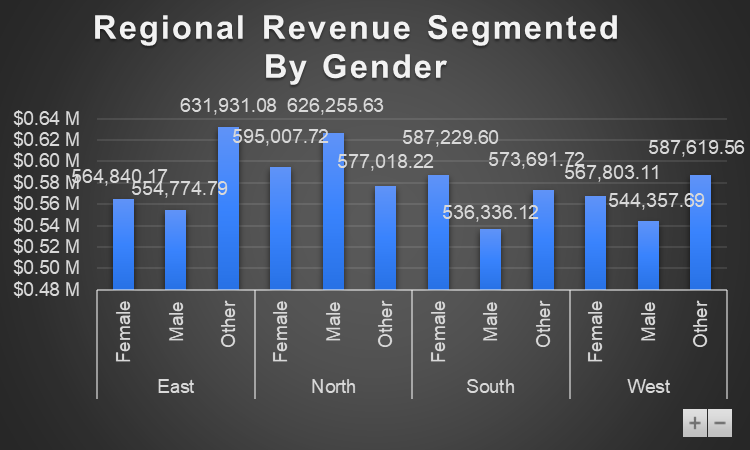 Regional Revenue Segmented
By Gender
631,931.08 626,255.63
$0.64 M
$0.62 M
595,007.72
587,229.60
587,619.56
$0.60 M
577,018.22
573,691.72
567,803.11
564,840.17
$0.58 M
554,774.79
$0.56 M
544,357.69
536,336.12
$0.54 M
$0.52 M
$0.50 M
$0.48 M
Female Male Other Female Male Other Female Male Other Female Male Other
East North South West
+ −